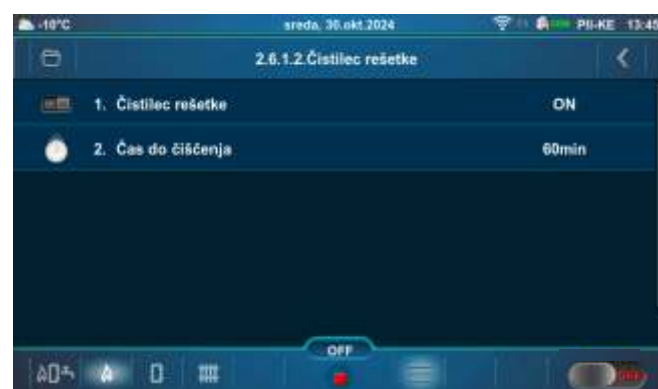 -10°C sreda, 30.okt.2024 PII-KE 13:45
2.6.1.2.Čistilec rešetke
1. Čistilec rešetke ON
2. Čas do čiščenja 60min
OFF